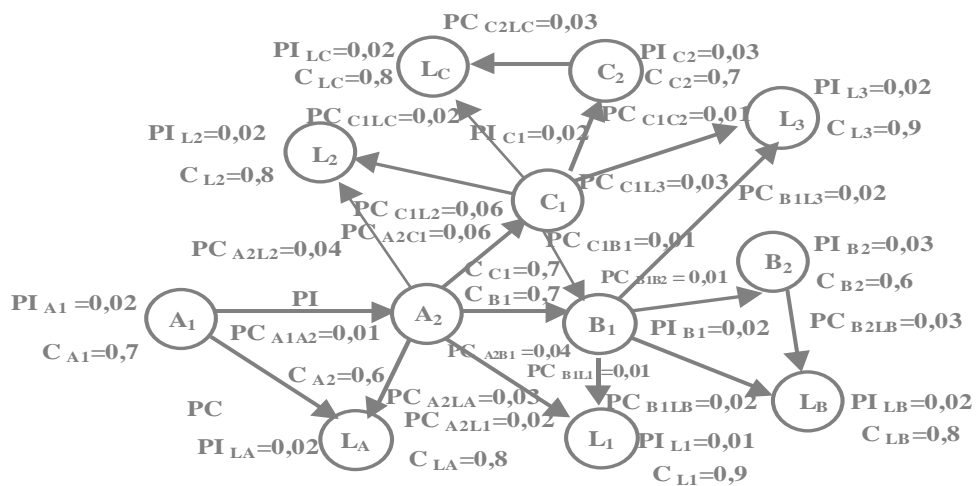 PC C2LC=0,03
PI LC=0,02
C LC=0,8
L C
C 2
PI C2=0,03
C C2=0,7
PI L3=0,02
C L3=0,9
L 3
PC C1LC=0,02
PI C1=0,02
PC C1C2=0,01
PI L2=0,02
C L2=0,8
L 2
C 1
PC C1L3=0,03
PC B1L3=0,02
PC C1L2=0,06
PC A2C1=0,06
PC A2L2=0,04
PC C1B1=0,01
C C1=0,7
C B1=0,7
PC B1B2=0,01
B 2
PI B2=0,03
C B2=0,6
PI A1=0,02
C A1=0,7
A 1
PI
PC A1A2=0,01
A 2
B 1
PI B1=0,02
PC B2LB=0,03
PC A2B1=0,04
PC B1L1=0,01
C A2=0,6
PC A2LA=0,03
PC A2L1=0,02
PC B1LB=0,02
PC
PI LA=0,02
L A
C LA=0,8
L 1
PI L1=0,01
C L1=0,9
L B
PI LB=0,02
C LB=0,8